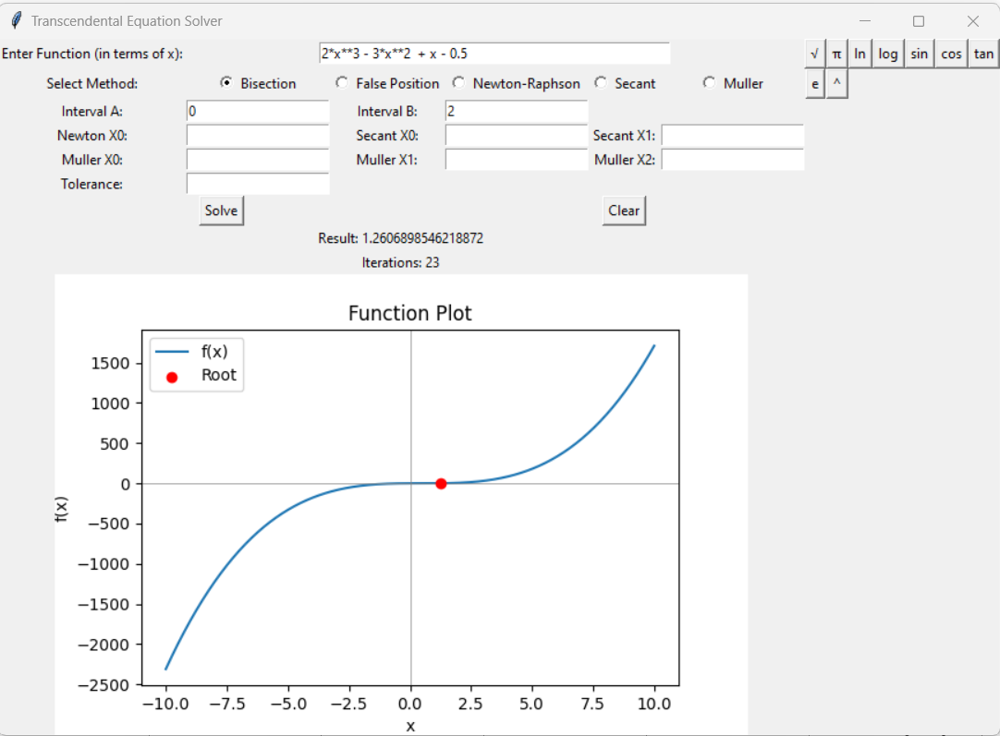 Transcendental Equation Solver
Enter Function (in terms of x): 2*x**3 - 3*x**2 + x - 0.5 √ π ln log sin cos tan
Select Method: Bisection False Position Newton-Raphson Secant Muller e ^
Interval A: 0 Interval B: 2
Newton X0: Secant X0: Secant X1:
Muller X0: Muller X1: Muller X2:
Tolerance:
Solve Clear
Result: 1.2606898546218872
Iterations: 23
Function Plot
f(x)
Root
1500
1000
500
0
−500
−1000
−1500
−2000
−2500
f(x)
−10.0 −7.5 −5.0 −2.5 0.0 2.5 5.0 7.5 10.0
x